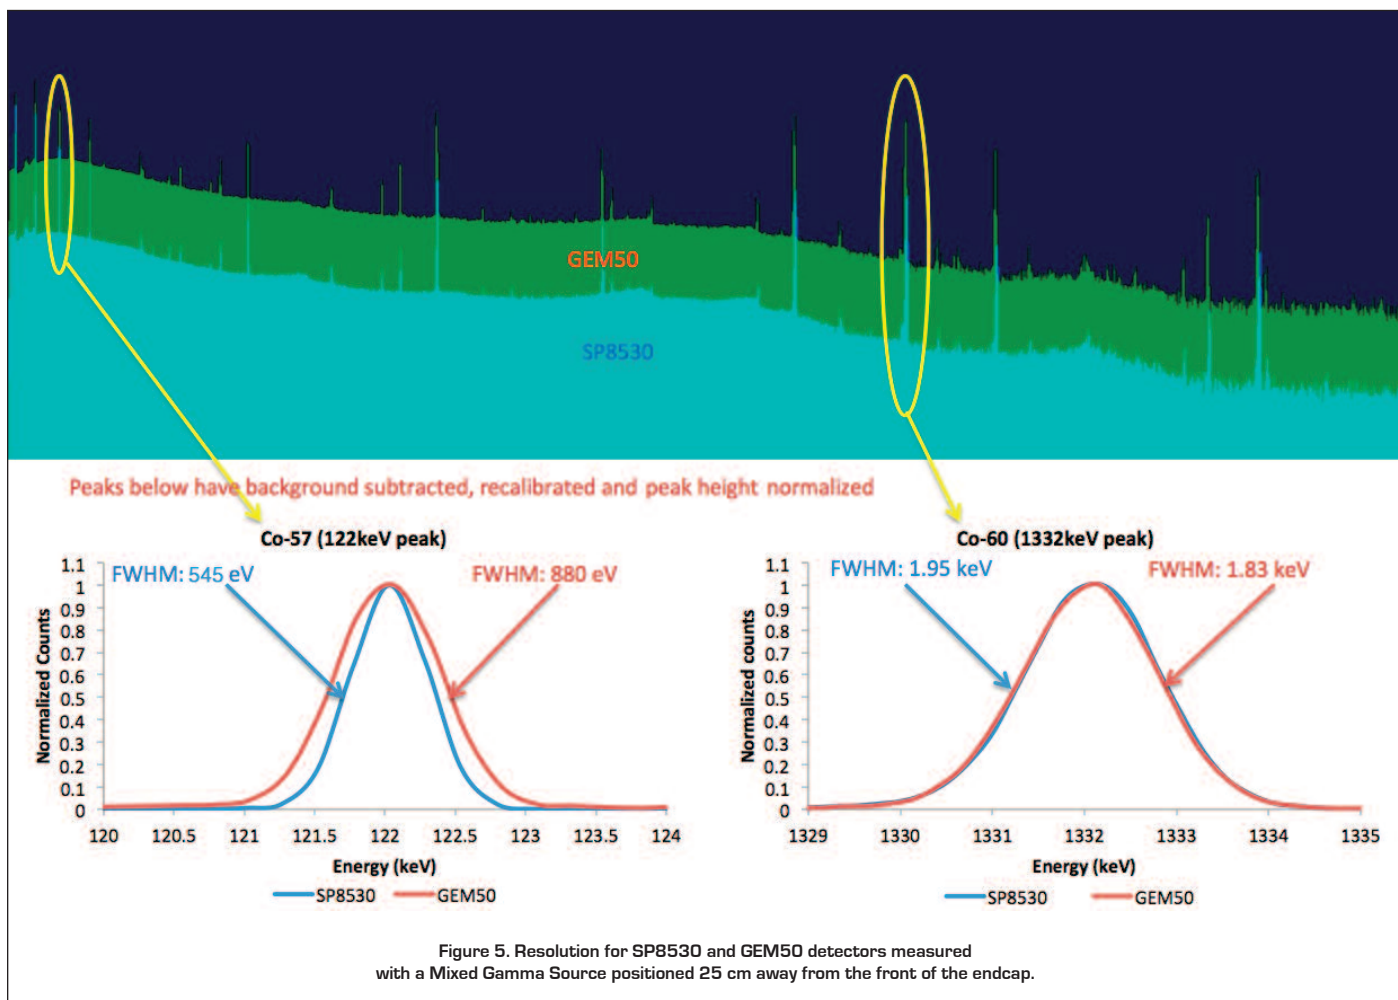 GEM50
SP8530
Peaks below have background subtracted, recalibrated and peak height normalized
Co-57 (122keV peak)
FWHM: 545 eV
FWHM: 880 eV
Normalized Counts
1.1
1
0.9
0.8
0.7
0.6
0.5
0.4
0.3
0.2
0.1
0
120
120.5
121
121.5
122
122.5
123
123.5
124
Energy (keV)
SP8530
GEM50
Co-60 (1332keV peak)
FWHM: 1.95 keV
FWHM: 1.83 keV
Normalized counts
1.1
1
0.9
0.8
0.7
0.6
0.5
0.4
0.3
0.2
0.1
0
1329
1330
1331
1332
1333
1334
1335
Energy (keV)
SP8530
GEM50
Figure 5. Resolution for SP8530 and GEM50 detectors measured
with a Mixed Gamma Source positioned 25 cm away from the front of the endcap.